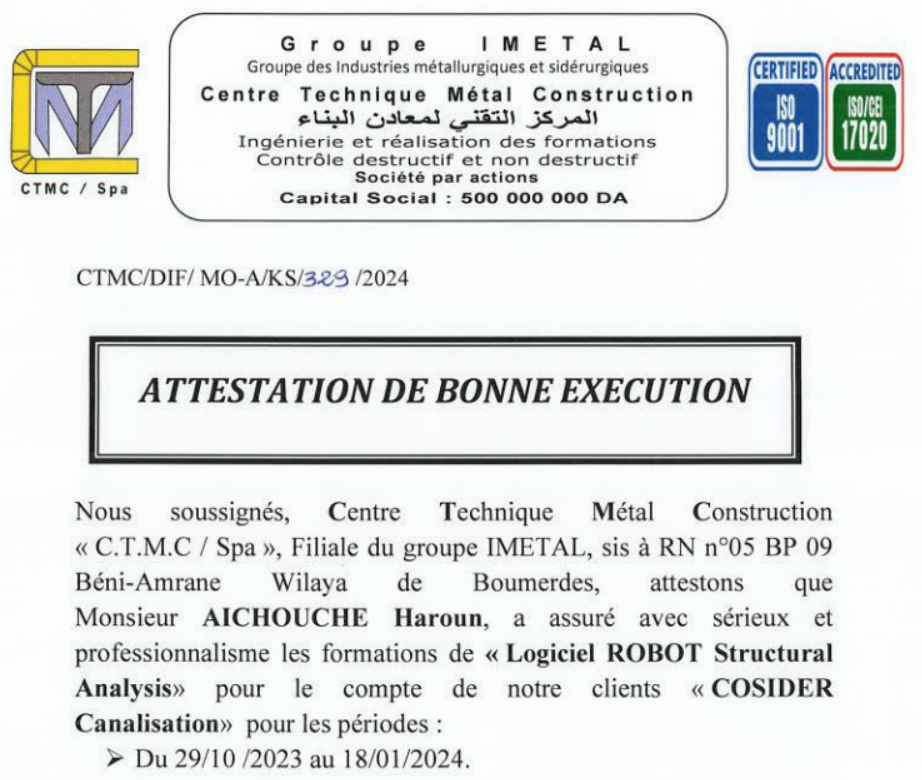 Groupe IMETAL
Groupe des Industries métallurgiques et sidérurgiques
Centre Technique Métal Construction
المركز التقني لمعادن البناء
Ingénierie et réalisation des formations
Contrôle destructif et non destructif
Société par actions
Capital Social : 500 000 000 DA
CTMC / Spa
CERTIFIED
ISO
9001
ACCREDITED
ISO/CEI
17020
CTMC/DIF/ MO-A/KS/329 /2024
ATTESTATION DE BONNE EXECUTION
Nous soussignés, Centre Technique Métal Construction
« C.T.M.C / Spa », Filiale du groupe IMETAL, sis à RN n°05 BP 09
Béni-Amrane Wilaya de Boumerdes, attestons que
Monsieur AICHOUCHE Haroun, a assuré avec sérieux et
professionnalisme les formations de « Logiciel ROBOT Structural
Analysis» pour le compte de notre clients « COSIDER
Canalisation» pour les périodes :
➢ Du 29/10 /2023 au 18/01/2024.